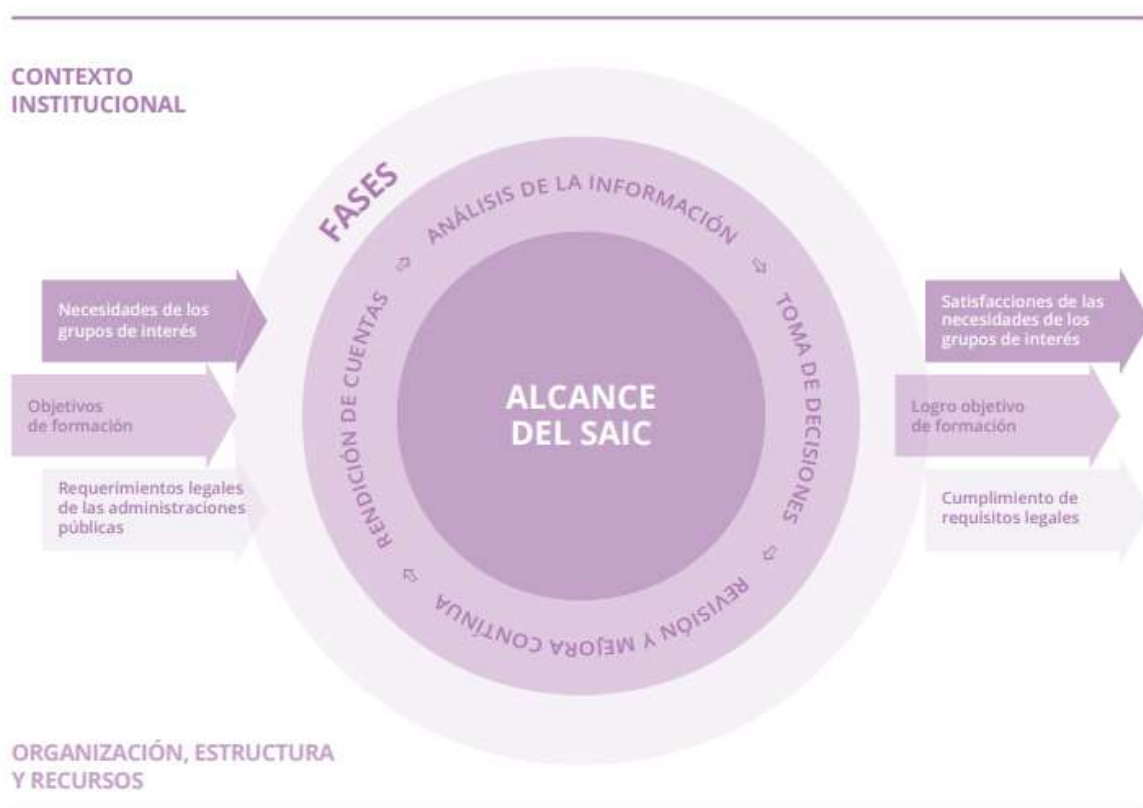 CONTEXTO
INSTITUCIONAL
FASES
ANÁLISIS DE LA INFORMACIÓN
TOMA DE DECISIONES
REVISIÓN Y MEJORA CONTÍNUA
RENDICIÓN DE CUENTAS
ALCANCE
DEL SAIC
Necesidades de los
grupos de interés
Objetivos
de formación
Requerimientos legales
de las administraciones
públicas
Satisfacciones de las
necesidades de los
grupos de interés
Logro objetivo
de formación
Cumplimiento de
requisitos legales
ORGANIZACIÓN, ESTRUCTURA
Y RECURSOS